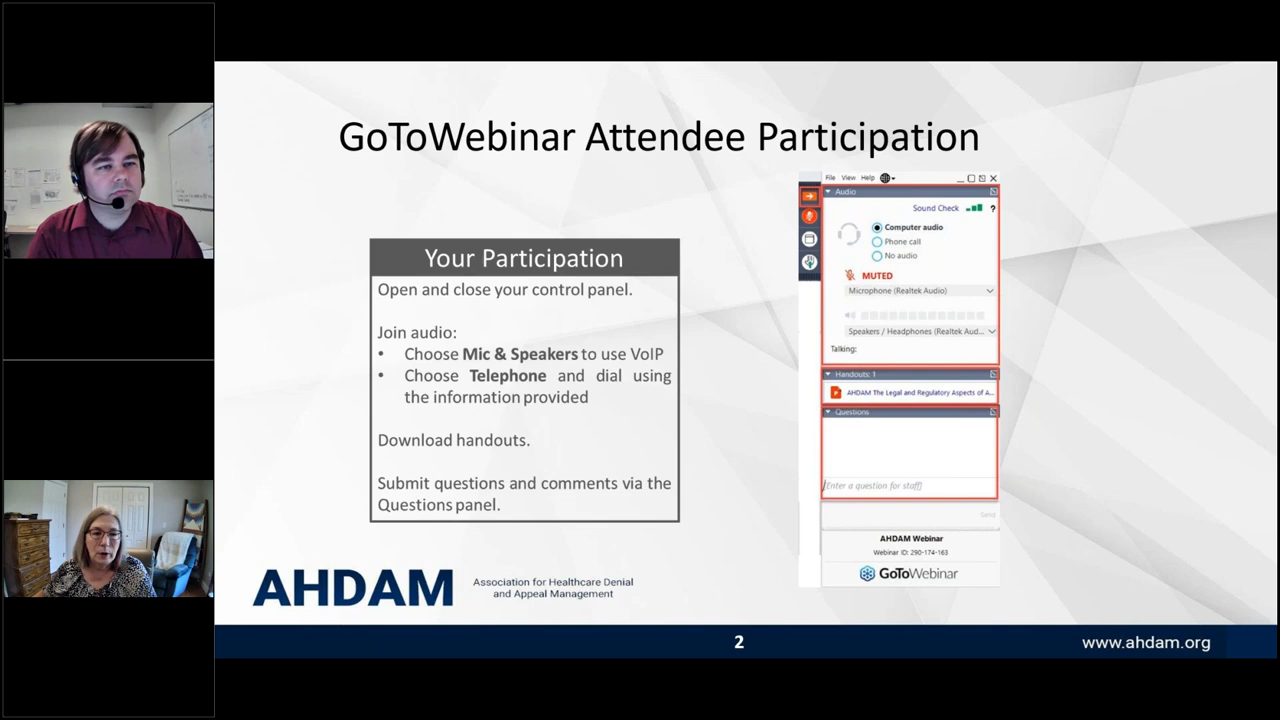 GoToWebinar Attendee Participation
Your Participation
Open and close your control panel.
Join audio:
• Choose Mic & Speakers to use VoIP
• Choose Telephone and dial using
the information provided
Download handouts.
Submit questions and comments via the
Questions panel.
File View Help
Audio
Sound Check ?
Computer audio
Phone call
No audio
MUTED
Microphone (Realtek Audio)
Speakers / Headphones (Realtek Aud...
Talking:
Handouts: 1
AHDAM The Legal and Regulatory Aspects of A...
Questions
[Enter a question for staff]
Send
AHDAM Webinar
Webinar ID: 290-174-163
GoToWebinar
AHDAM
Association for Healthcare Denial
and Appeal Management
2
www.ahdam.org